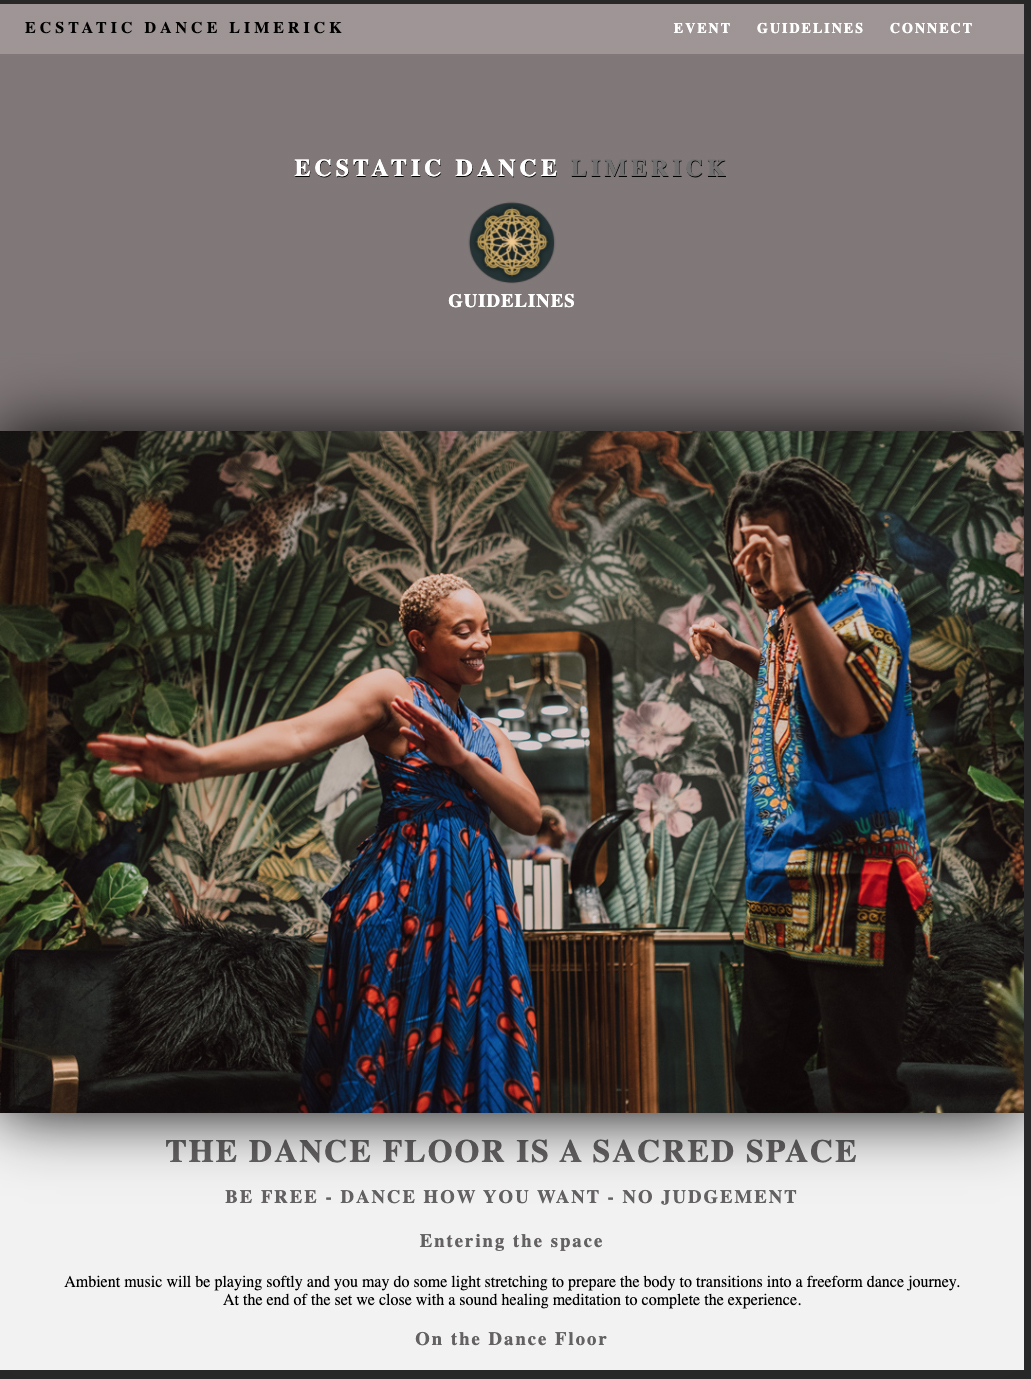 ECSTATIC DANCE LIMERICK
EVENT GUIDELINES CONNECT
ECSTATIC DANCE LIMERICK
GUIDELINES
THE DANCE FLOOR IS A SACRED SPACE
BE FREE - DANCE HOW YOU WANT - NO JUDGEMENT
Entering the space
Ambient music will be playing softly and you may do some light stretching to prepare the body to transitions into a freeform dance journey.
At the end of the set we close with a sound healing meditation to complete the experience.
On the Dance Floor